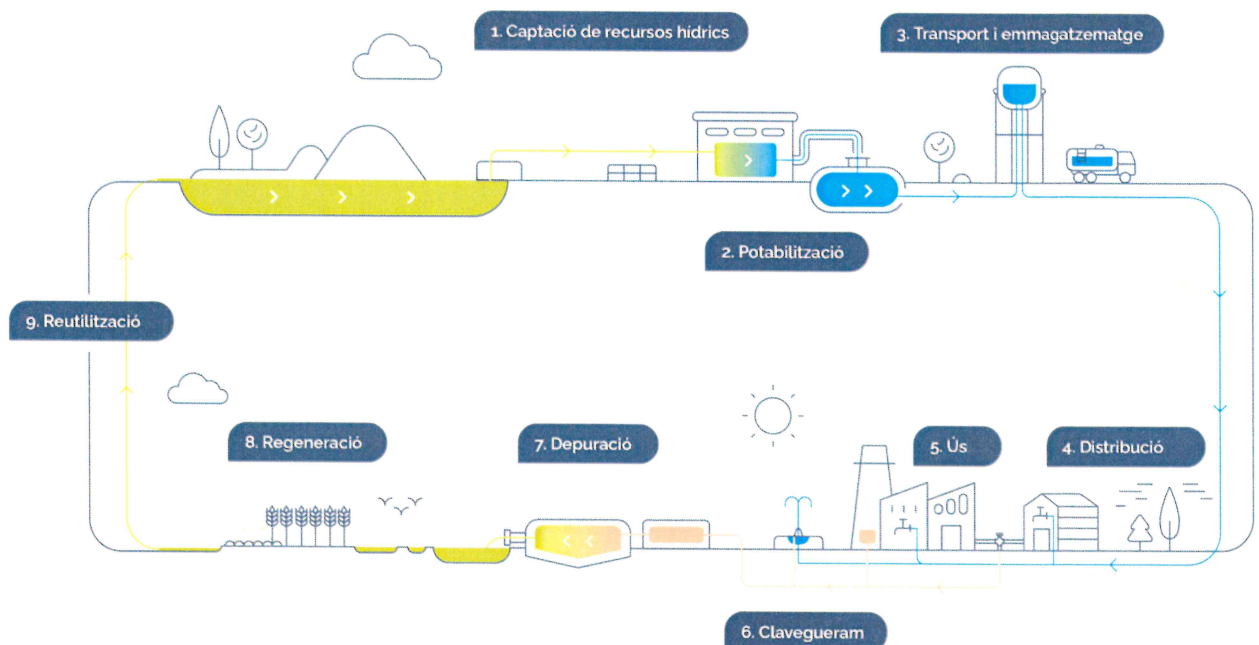 1. Captació de recursos hídrics
3. Transport i emmagatzematge
2. Potabilització
9. Reutilització
8. Regeneració
7. Depuració
5. Ús
4. Distribució
6. Clavegueram